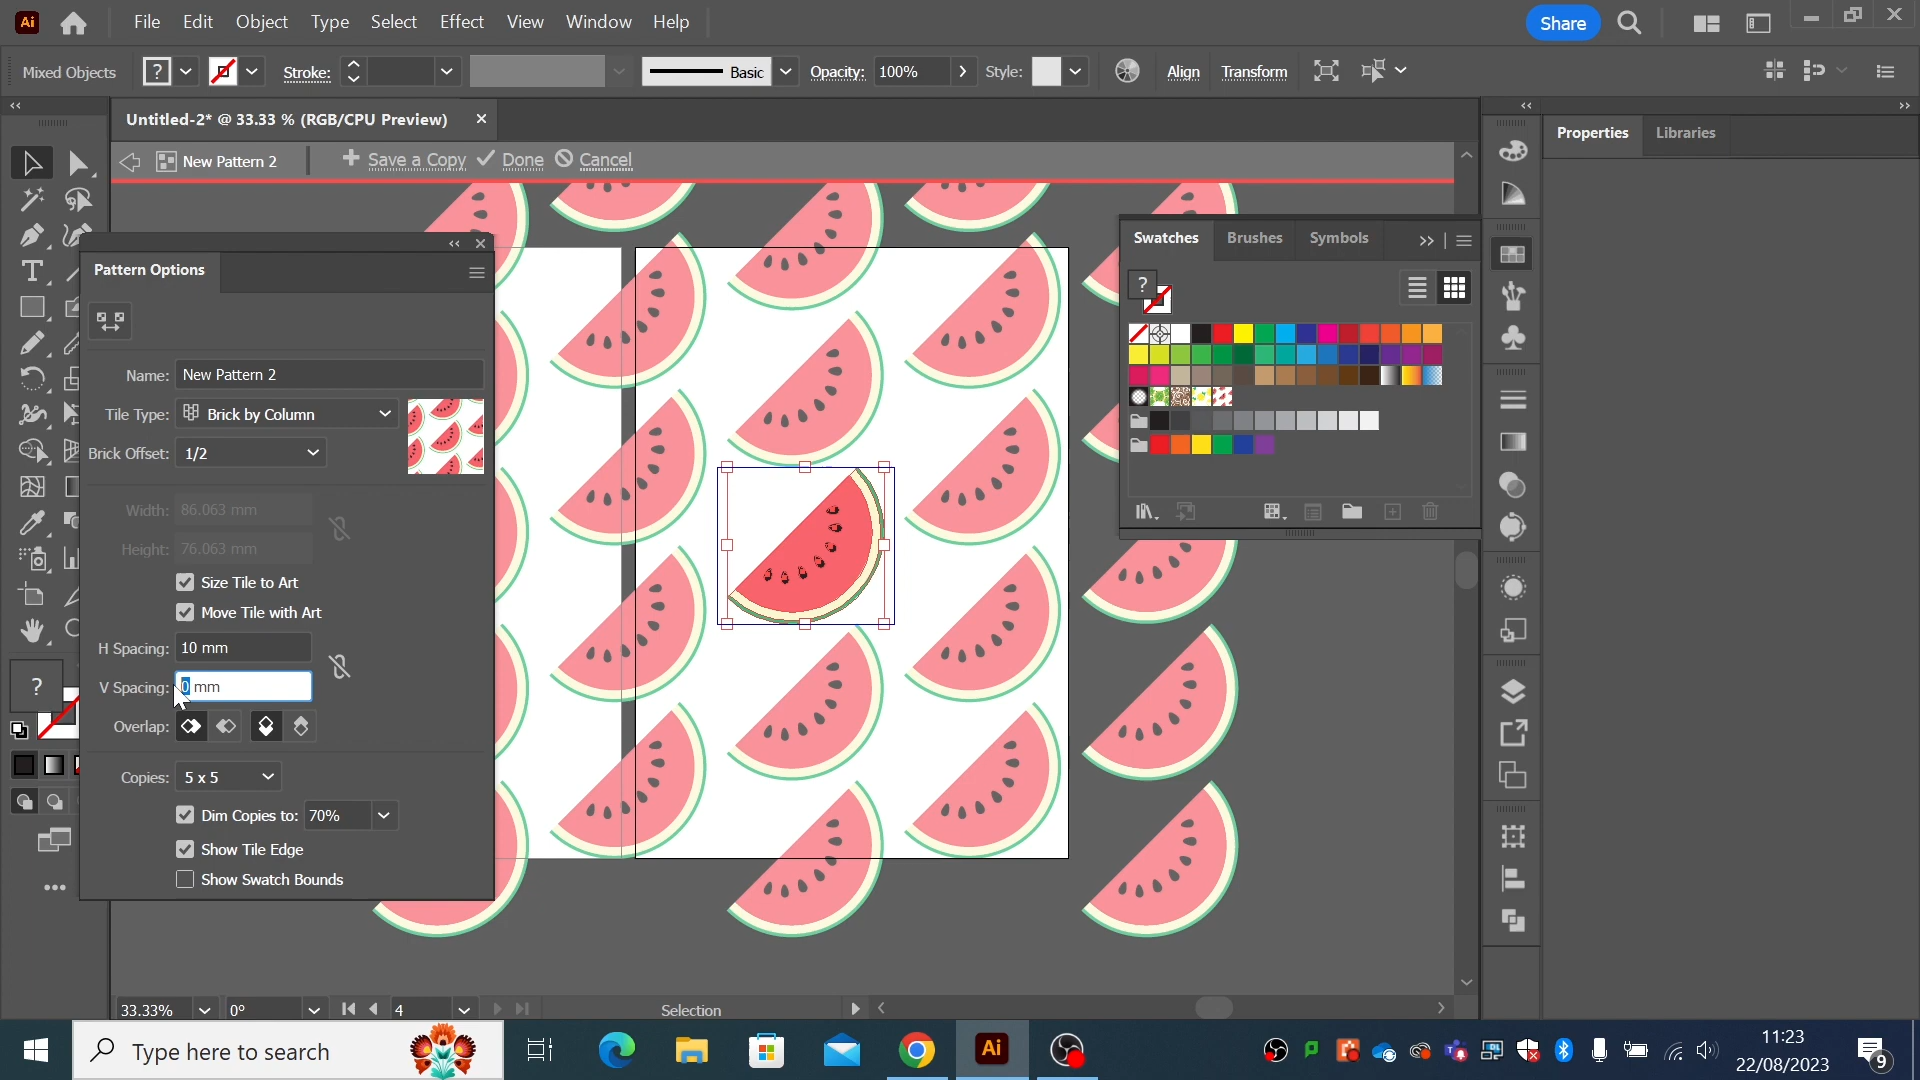 Ai File Edit Object Type Select Effect View Window Help Share
Mixed Objects ? Stroke: Basic Opacity: 100% Style: Align Transform
Untitled-2* @ 33.33 % (RGB/CPU Preview)
Properties Libraries
New Pattern 2 Save a Copy Done Cancel
Swatches Brushes Symbols
?
Pattern Options
Name: New Pattern 2
Tile Type: Brick by Column
Brick Offset: 1/2
Width: 86.063 mm
Height: 76.063 mm
Size Tile to Art
Move Tile with Art
H Spacing: 10 mm
V Spacing: 0 mm
?
Overlap:
Copies: 5 x 5
Dim Copies to: 70%
Show Tile Edge
Show Swatch Bounds
33.33% 0° 4 Selection
Type here to search
Ai
11:23
22/08/2023
9